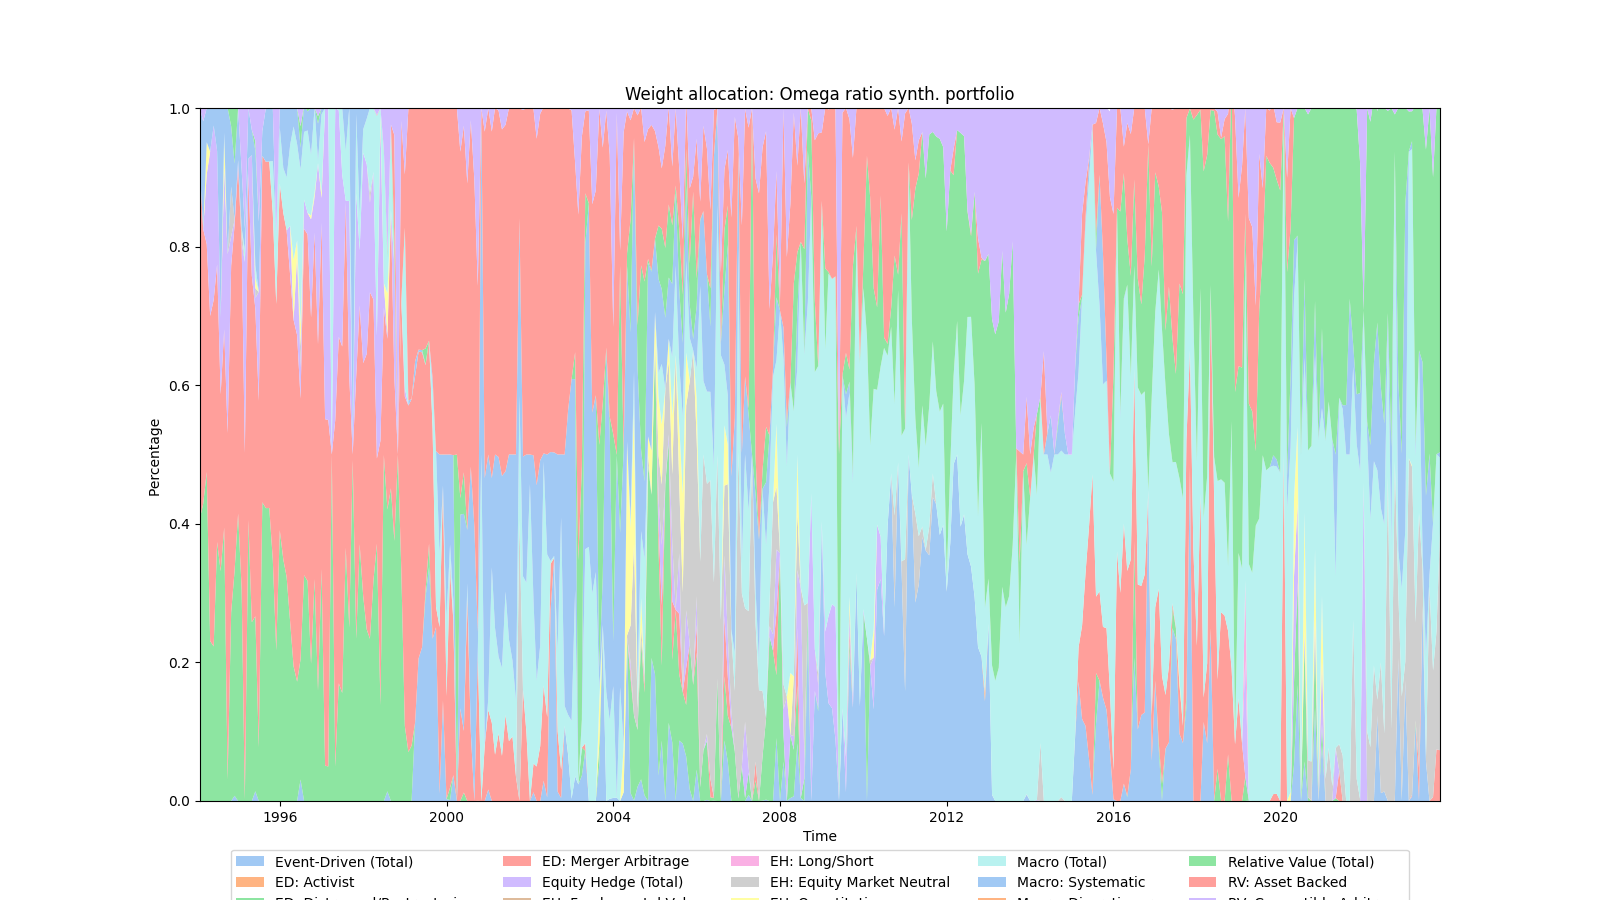 Weight allocation: Omega ratio synth. portfolio
1.0
0.8
0.6
0.4
0.2
0.0
Percentage
1996 2000 2004 2008 2012 2016 2020
Time
Event-Driven (Total) ED: Merger Arbitrage EH: Long/Short Macro (Total) Relative Value (Total)
ED: Activist Equity Hedge (Total) EH: Equity Market Neutral Macro: Systematic RV: Asset Backed